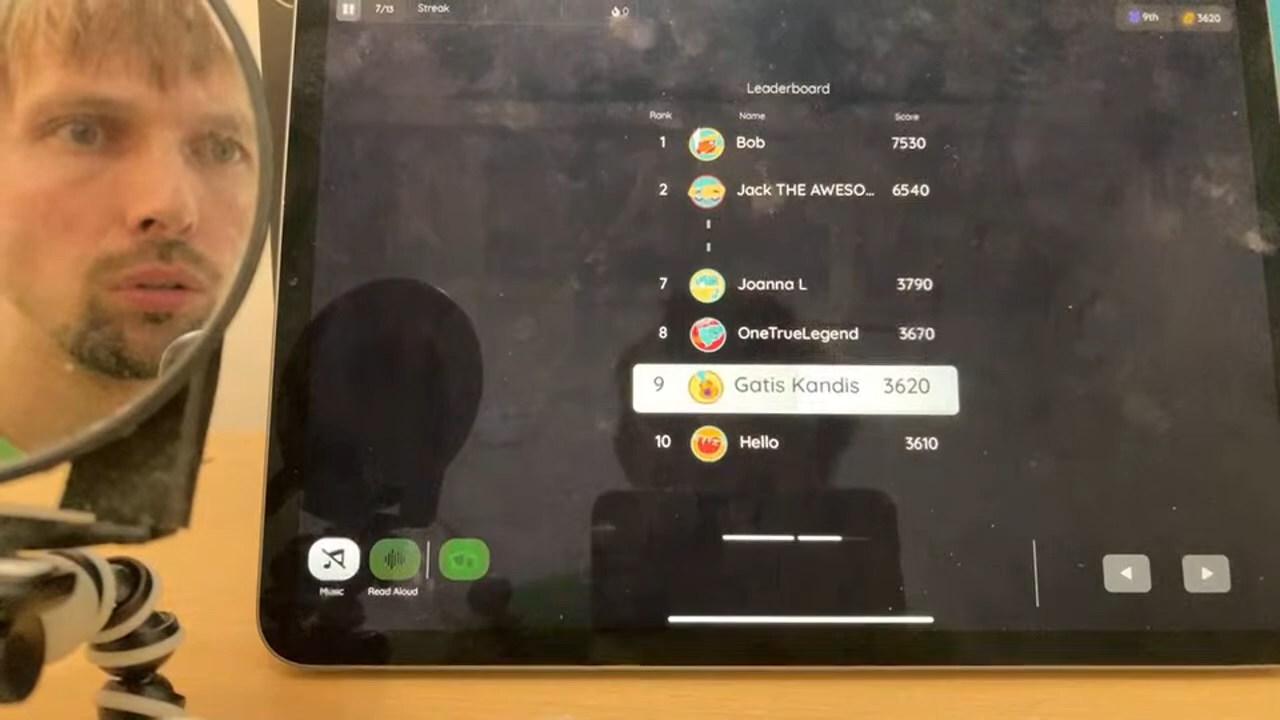 7/13 Streak 0 9th 3620
Leaderboard
Rank Name Score
1 Bob 7530
2 Jack THE AWESO... 6540
7 Joanna L 3790
8 OneTrueLegend 3670
9 Gatis Kandis 3620
10 Hello 3610
Music Read Aloud